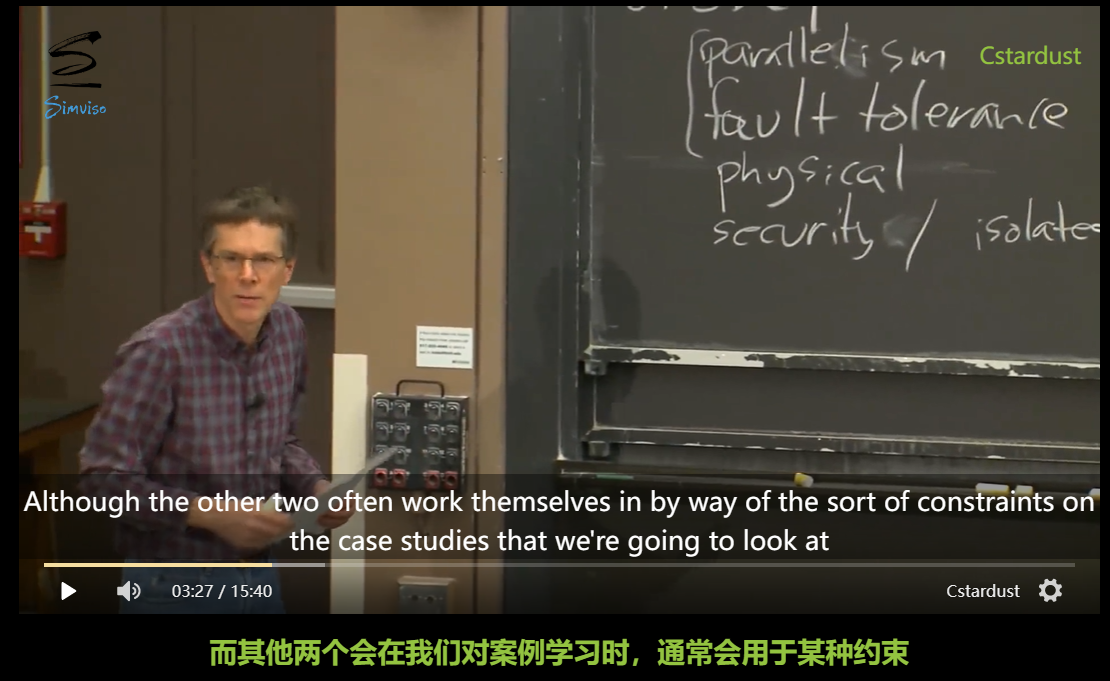 parallelism
Cstardust
Simviso
fault tolerance
physical
security / isolated
Although the other two often work themselves in by way of the sort of constraints on
the case studies that we're going to look at
03:27 / 15:40
Cstardust
而其他两个会在我们对案例学习时，通常会用于某种约束